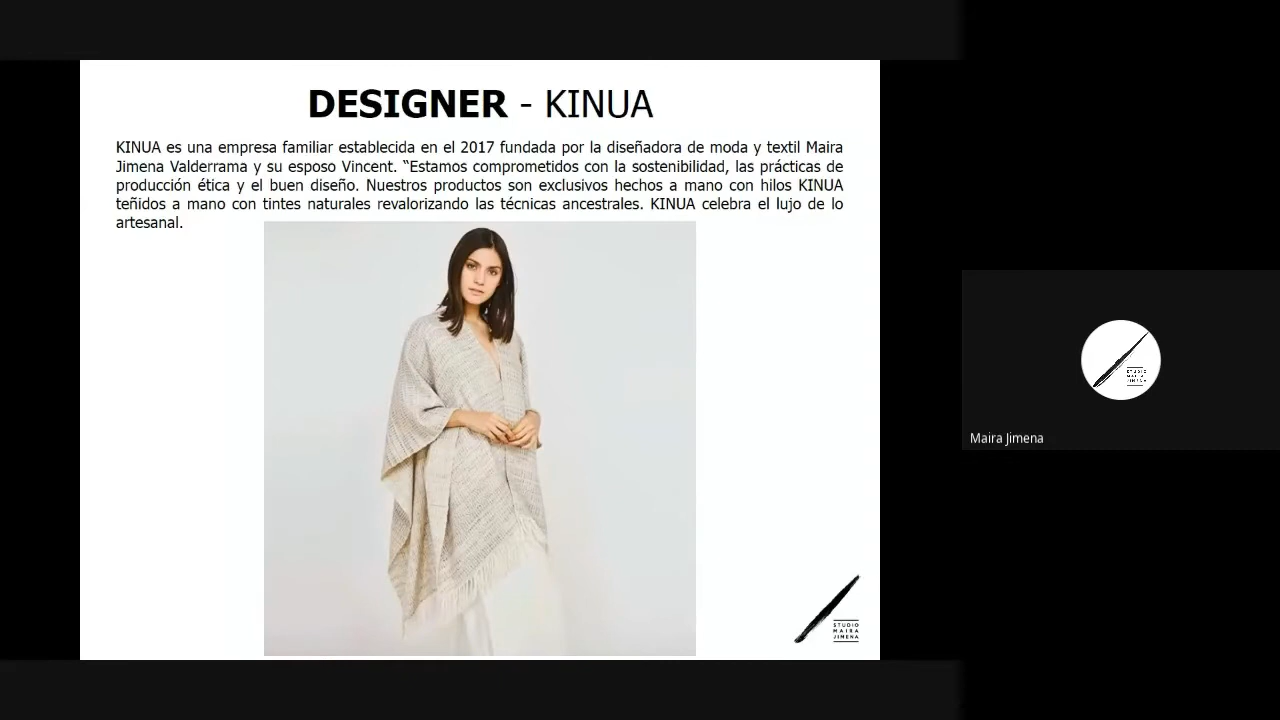 DESIGNER - KINUA
KINUA es una empresa familiar establecida en el 2017 fundada por la diseñadora de moda y textil Maira
Jimena Valderrama y su esposo Vincent. “Estamos comprometidos con la sostenibilidad, las prácticas de
producción ética y el buen diseño. Nuestros productos son exclusivos hechos a mano con hilos KINUA
teñidos a mano con tintes naturales revalorizando las técnicas ancestrales. KINUA celebra el lujo de lo
artesanal.
STUDIO
MAIRA
JIMENA
STUDIO
MAIRA
JIMENA
Maira Jimena